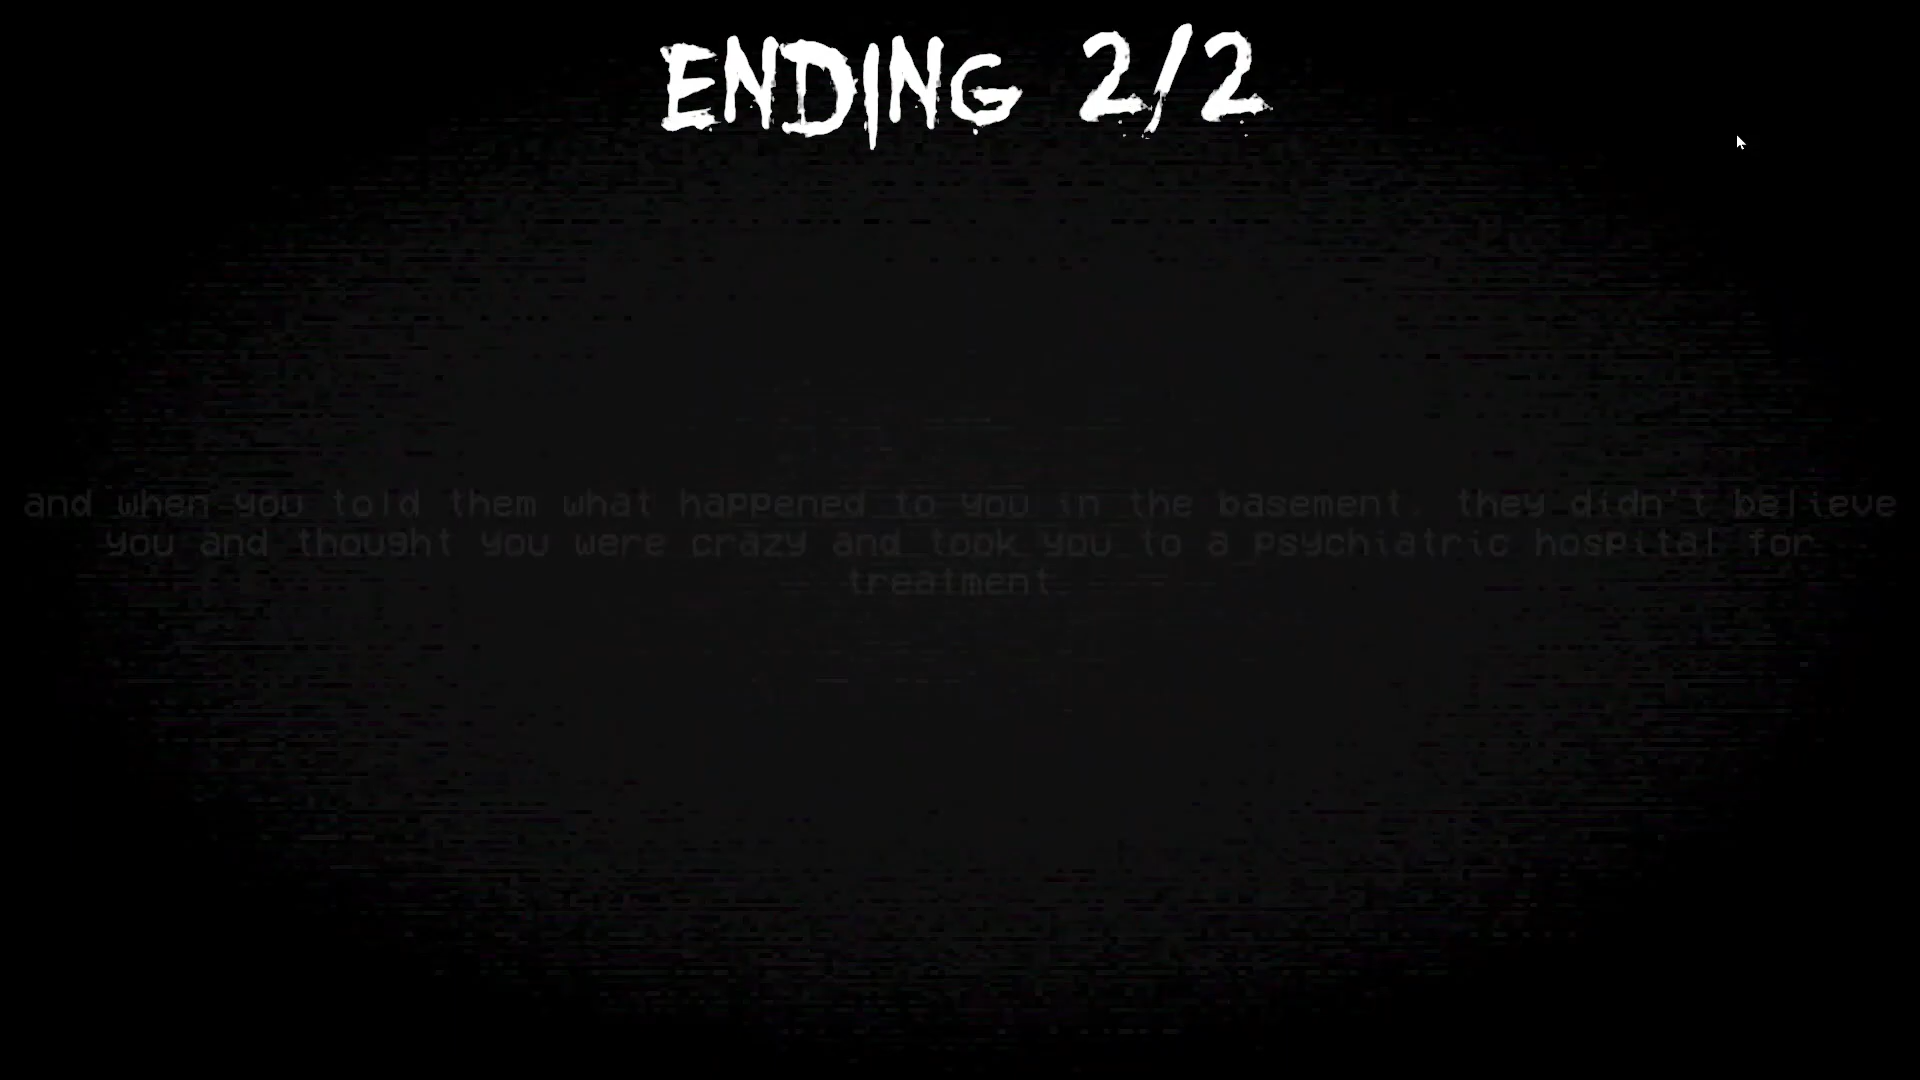 ENDING 2/2
and when you told them what happened to you in the basement. they didn't believe
you and thought you were crazy and took you to a psychiatric hospital for
treatment.